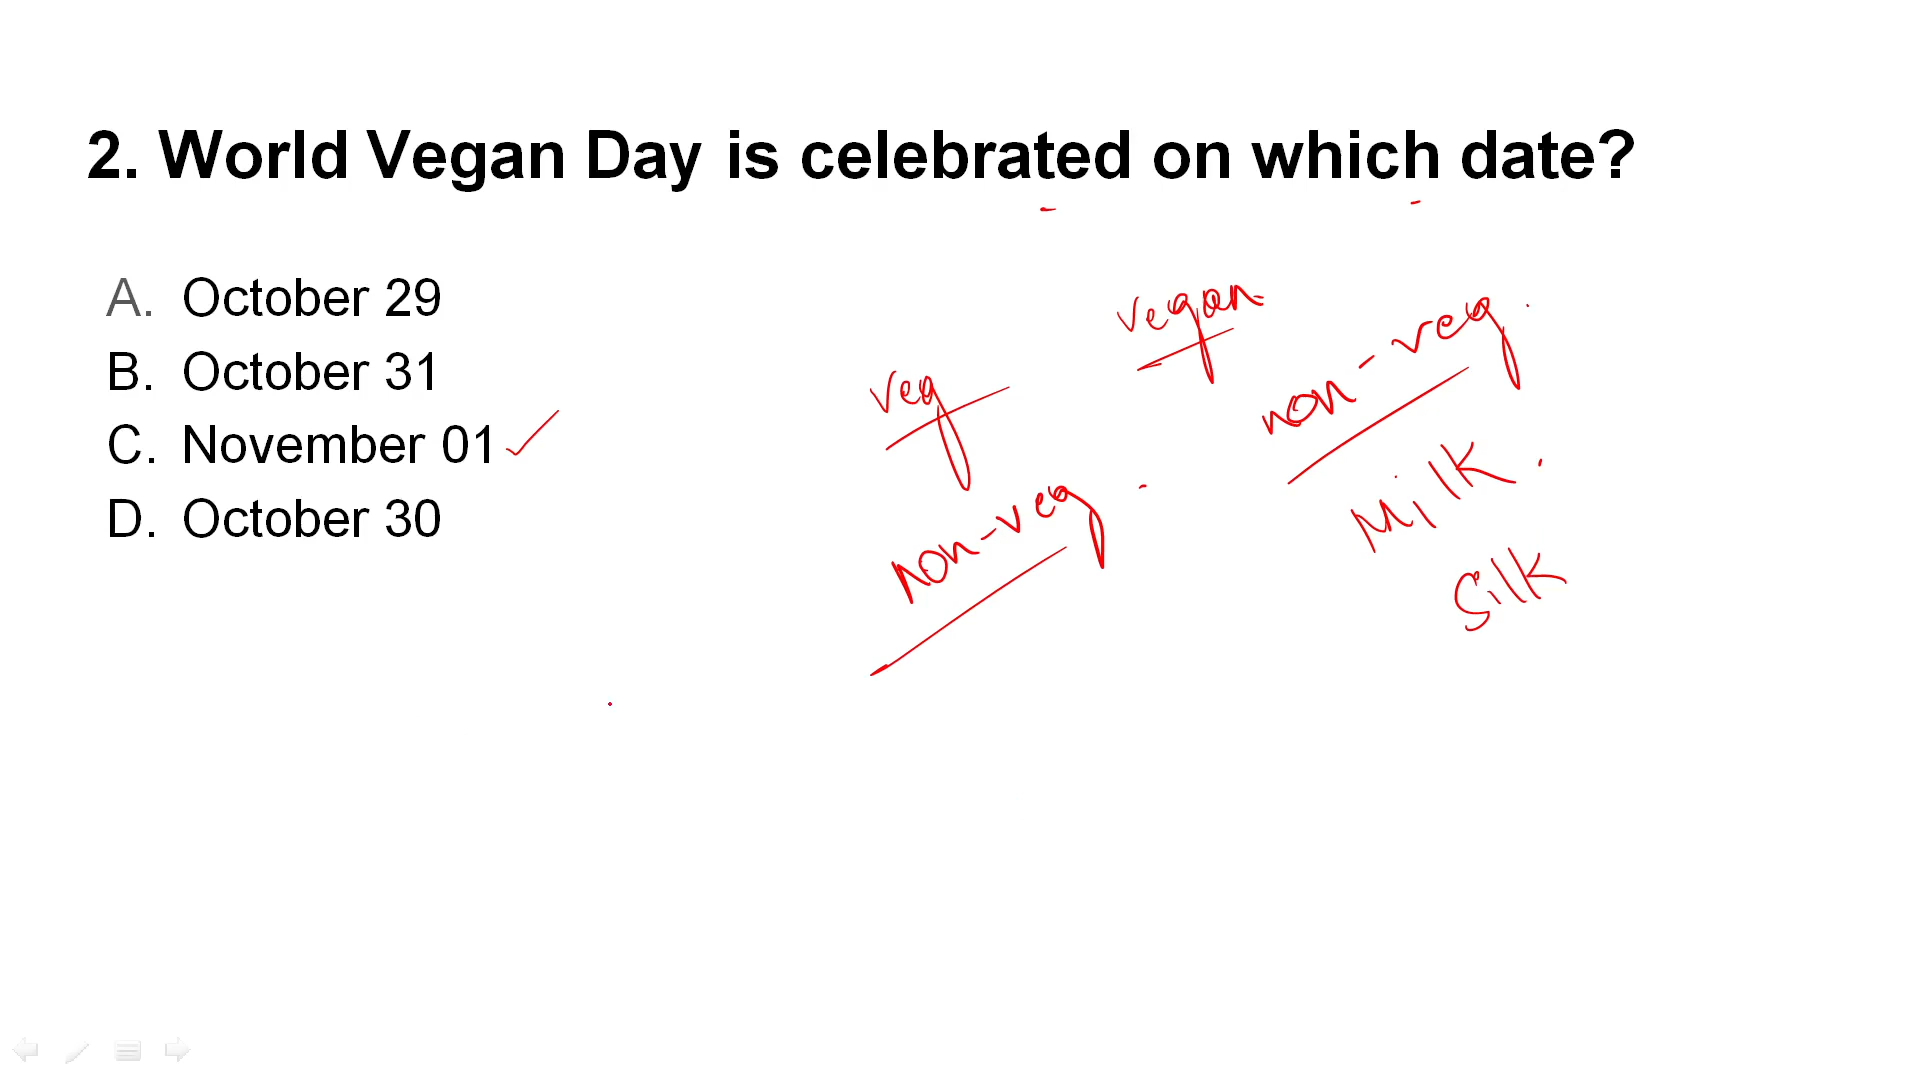 2. World Vegan Day is celebrated on which date?
A. October 29
B. October 31
C. November 01
D. October 30
veg
non-veg
vegan
non-veg
Milk
Silk